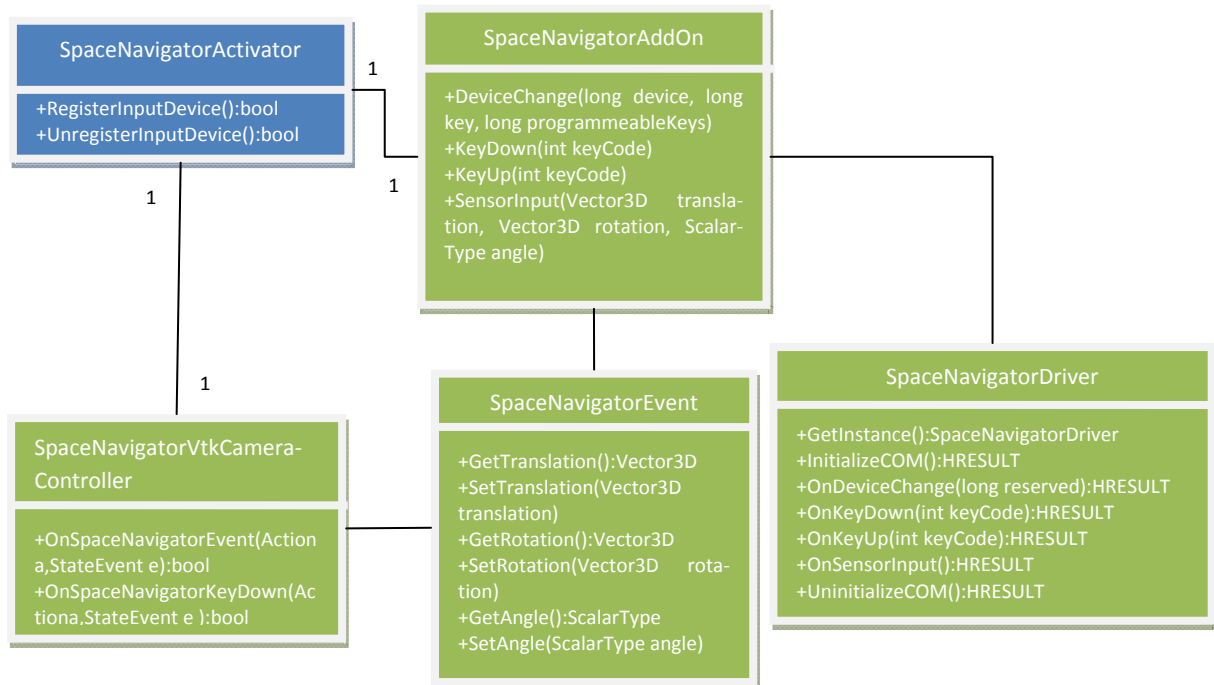 SpaceNavigatorActivator
+RegisterInputDevice():bool
+UnregisterInputDevice():bool
1
1
SpaceNavigatorAddOn
+DeviceChange(long device, long
key, long programmeableKeys)
+KeyDown(int keyCode)
+KeyUp(int keyCode)
+SensorInput(Vector3D transla-
tion, Vector3D rotation, Scalar-
Type angle)
1
1
SpaceNavigatorVtkCamera-
Controller
+OnSpaceNavigatorEvent(Action
a,StateEvent e):bool
+OnSpaceNavigatorKeyDown(Ac
tiona,StateEvent e ):bool
SpaceNavigatorEvent
+GetTranslation():Vector3D
+SetTranslation(Vector3D
translation)
+GetRotation():Vector3D
+SetRotation(Vector3D rota-
tion)
+GetAngle():ScalarType
+SetAngle(ScalarType angle)
SpaceNavigatorDriver
+GetInstance():SpaceNavigatorDriver
+InitializeCOM():HRESULT
+OnDeviceChange(long reserved):HRESULT
+OnKeyDown(int keyCode):HRESULT
+OnKeyUp(int keyCode):HRESULT
+OnSensorInput():HRESULT
+UninitializeCOM():HRESULT